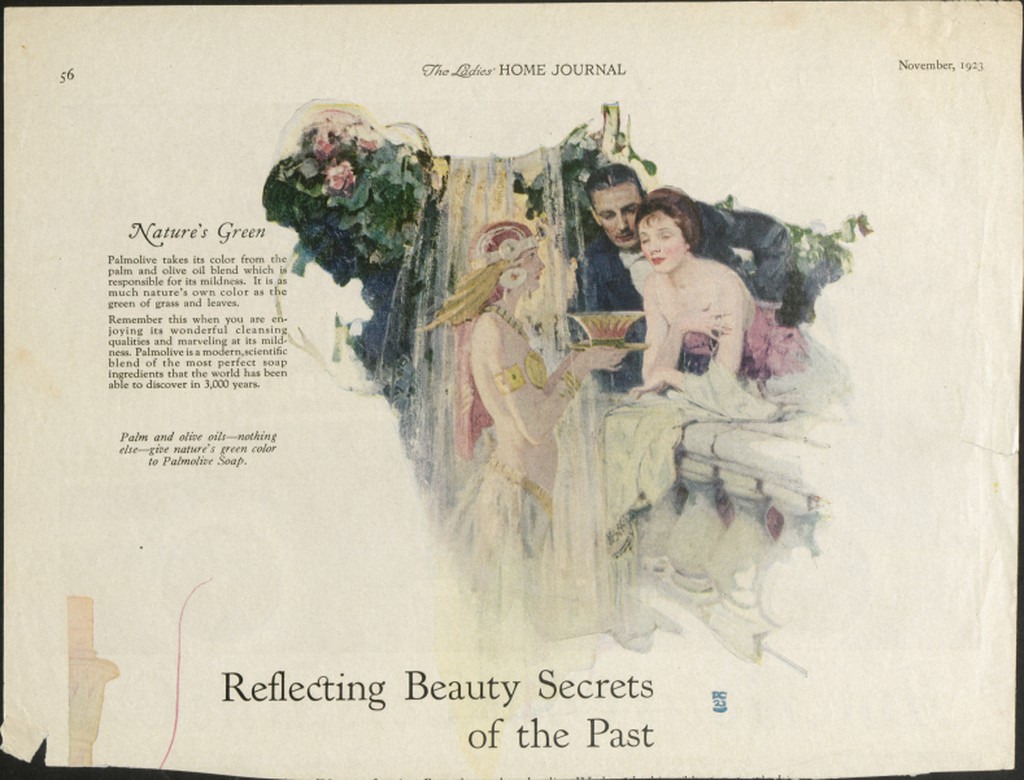 56
The Ladies' HOME JOURNAL
November, 1923
Nature's Green
Palmolive takes its color from the
palm and olive oil blend which is
responsible for its mildness. It is as
much nature's own color as the
green of grass and leaves.
Remember this when you are en-
joying its wonderful cleansing
qualities and marveling at its mild-
ness. Palmolive is a modern, scientific
blend of the most perfect soap
ingredients that the world has been
able to discover in 3,000 years.
Palm and olive oils—nothing
else—give nature's green color
to Palmolive Soap.
Reflecting Beauty Secrets
of the Past
PC
23